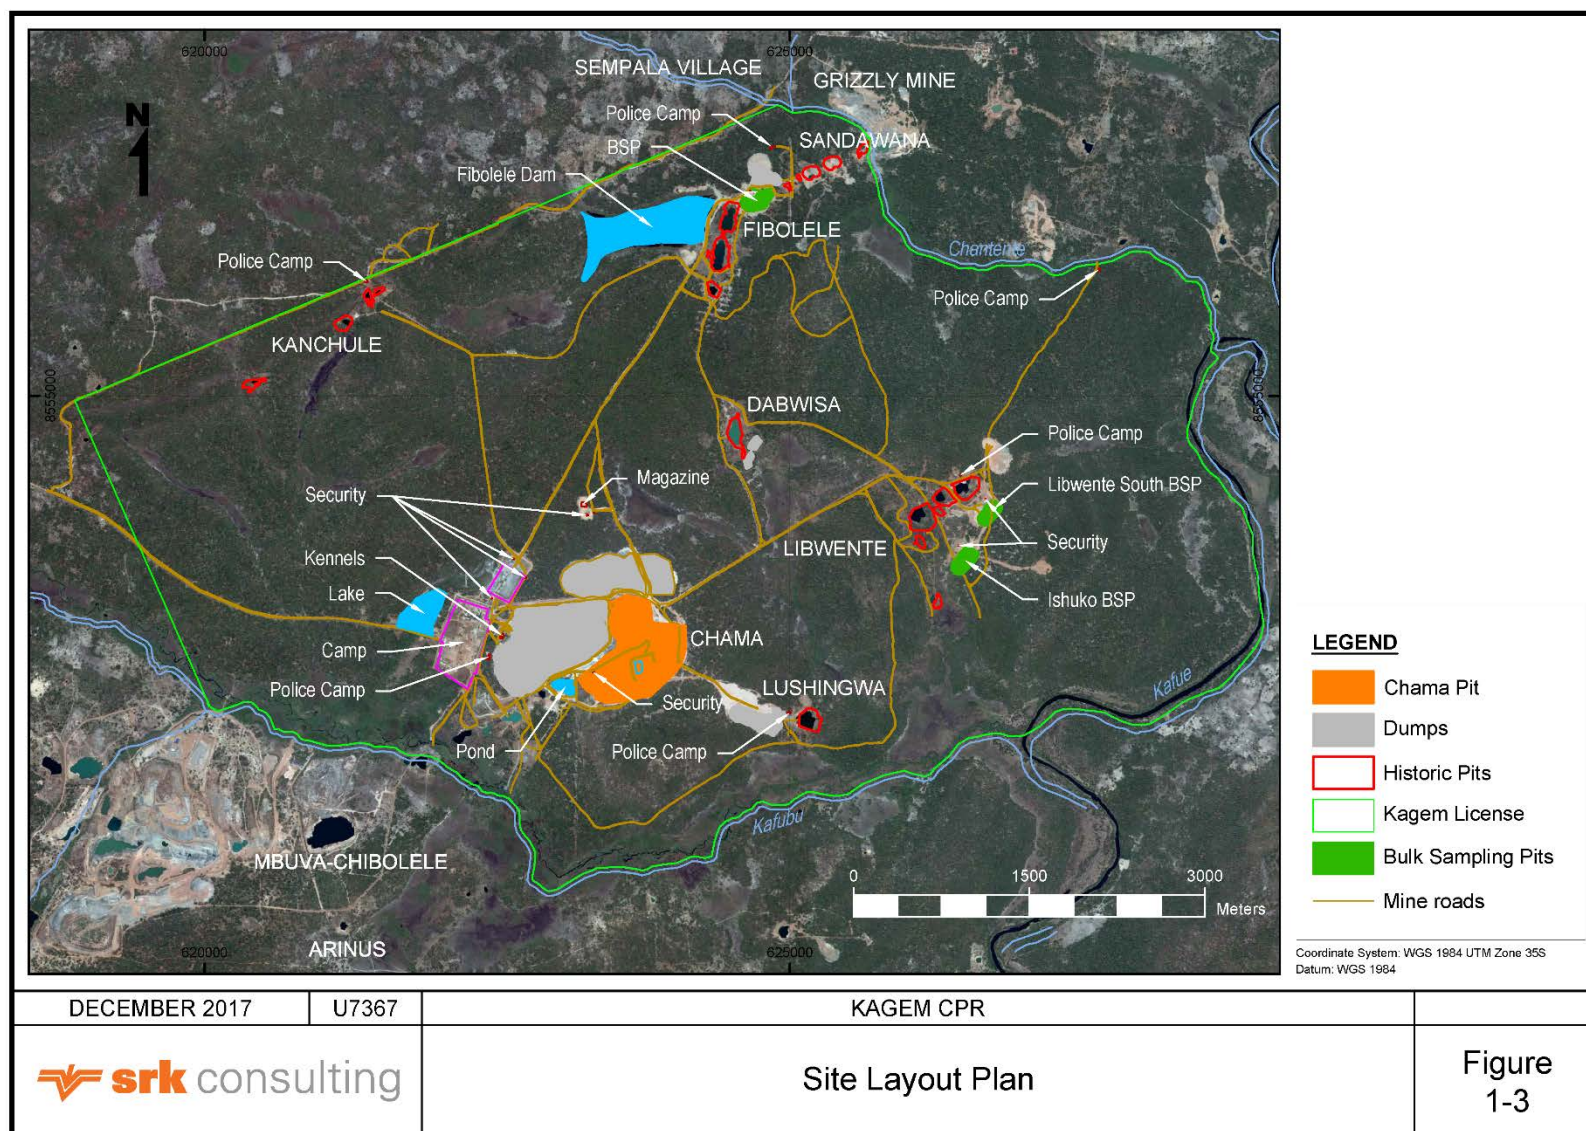 620000
625000
SEMPALA VILLAGE
GRIZZLY MINE
Police Camp
SANDAWANA
BSP
Fibolele Dam
FIBOLELE
N
Police Camp
Chantente
Police Camp
KANCHULE
8555000
8555000
DABWISA
Police Camp
Magazine
Libwente South BSP
Security
Security
LIBWENTE
Kennels
Lake
Ishuko BSP
Camp
CHAMA
Police Camp
LUSHINGWA
Security
Kafue
Pond
Police Camp
Kafubu
MBUVA-CHIBOLELE
0 1500 3000
Meters
ARINUS
620000
625000
LEGEND
Chama Pit
Dumps
Historic Pits
Kagem License
Bulk Sampling Pits
Mine roads
Coordinate System: WGS 1984 UTM Zone 35S
Datum: WGS 1984
DECEMBER 2017
U7367
KAGEM CPR
srk consulting
Site Layout Plan
Figure
1-3